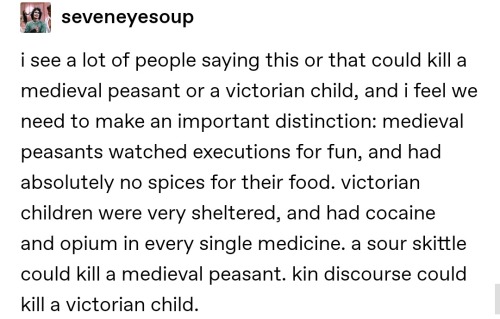 seveneyesoup
i see a lot of people saying this or that could kill a
medieval peasant or a victorian child, and i feel we
need to make an important distinction: medieval
peasants watched executions for fun, and had
absolutely no spices for their food. victorian
children were very sheltered, and had cocaine
and opium in every single medicine. a sour skittle
could kill a medieval peasant. kin discourse could
kill a victorian child.